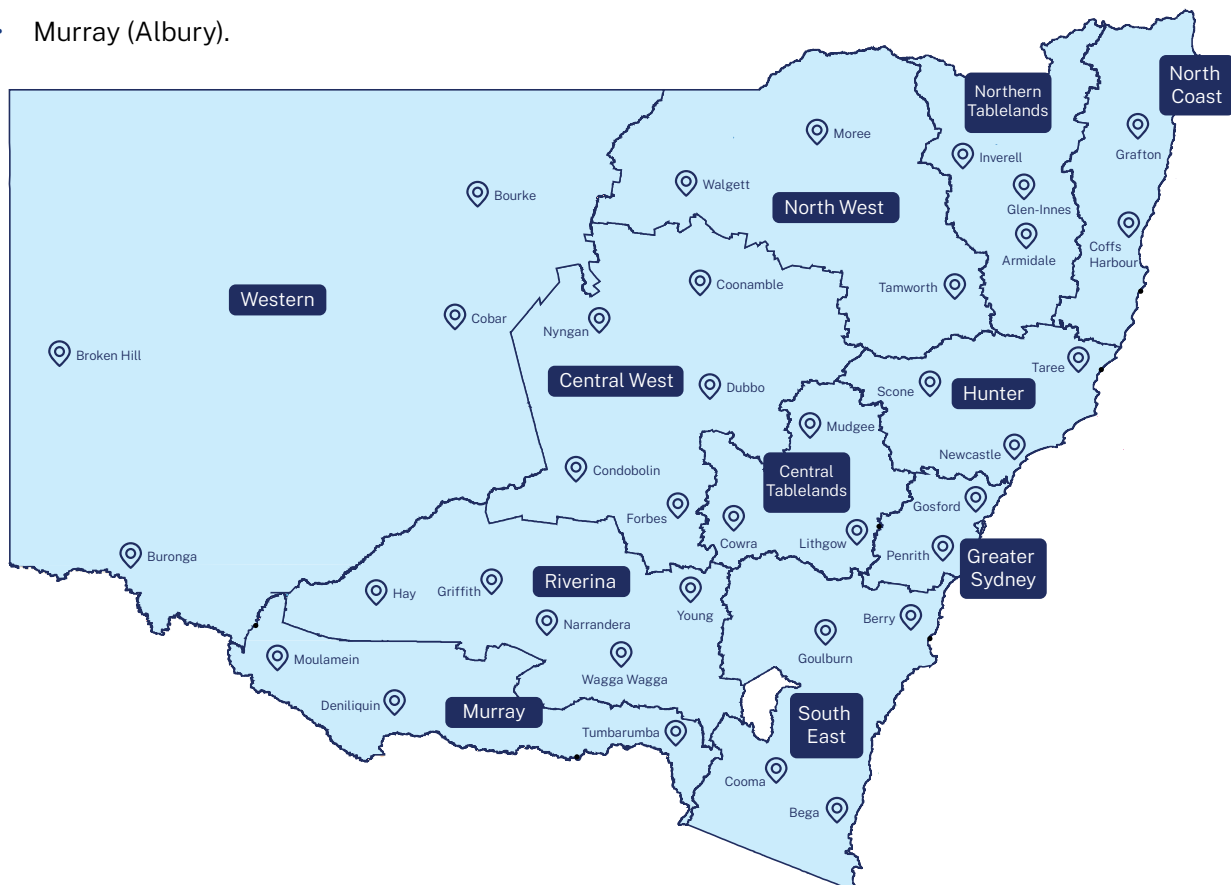 Murray (Albury).
North
Coast
Northern
Tablelands
Moree
Grafton
Inverell
Walgett
Bourke
North West
Glen-Innes
Coffs
Harbour
Armidale
Coonamble
Tamworth
Western
Cobar
Nyngan
Broken Hill
Taree
Central West
Dubbo
Scone
Hunter
Mudgee
Newcastle
Condobolin
Central
Tablelands
Gosford
Forbes
Cowra
Lithgow
Penrith
Greater
Sydney
Buronga
Riverina
Hay
Griffith
Young
Berry
Narrandera
Goulburn
Moulamein
Wagga Wagga
Deniliquin
Murray
South
East
Tumbarumba
Cooma
Bega